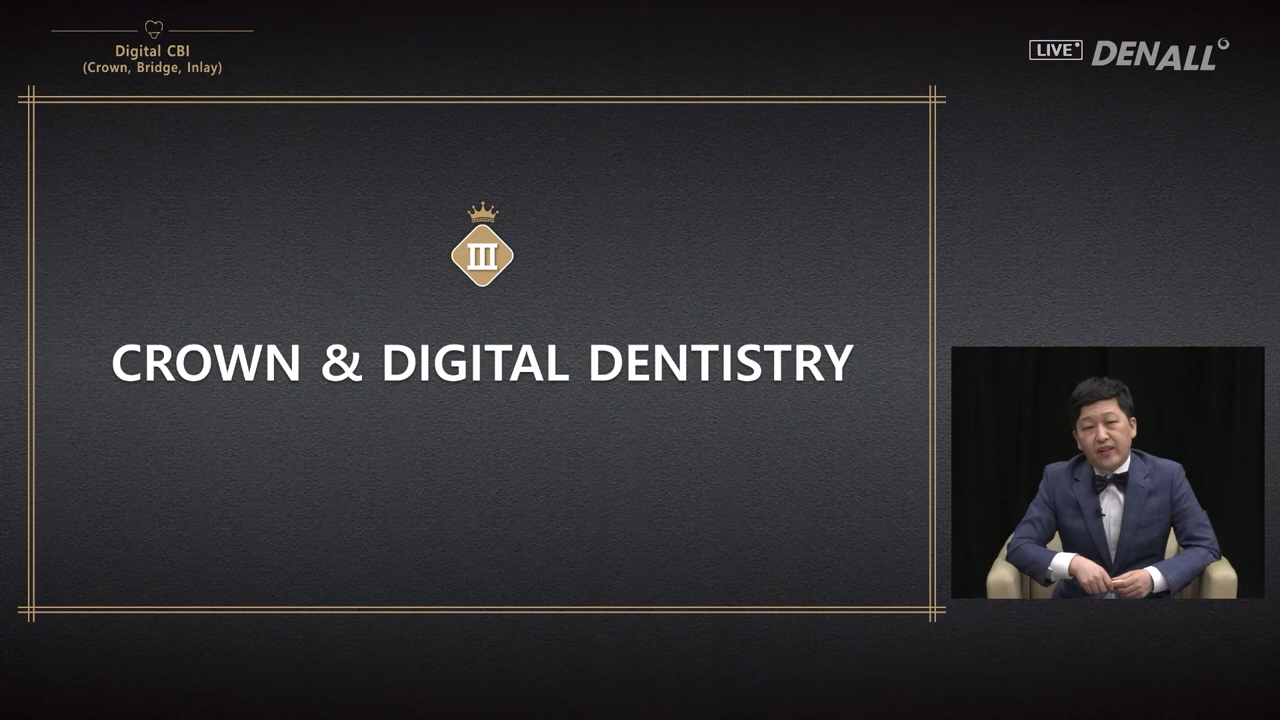 Digital CBI
(Crown, Bridge, Inlay)
LIVE
DENALL
III
CROWN & DIGITAL DENTISTRY